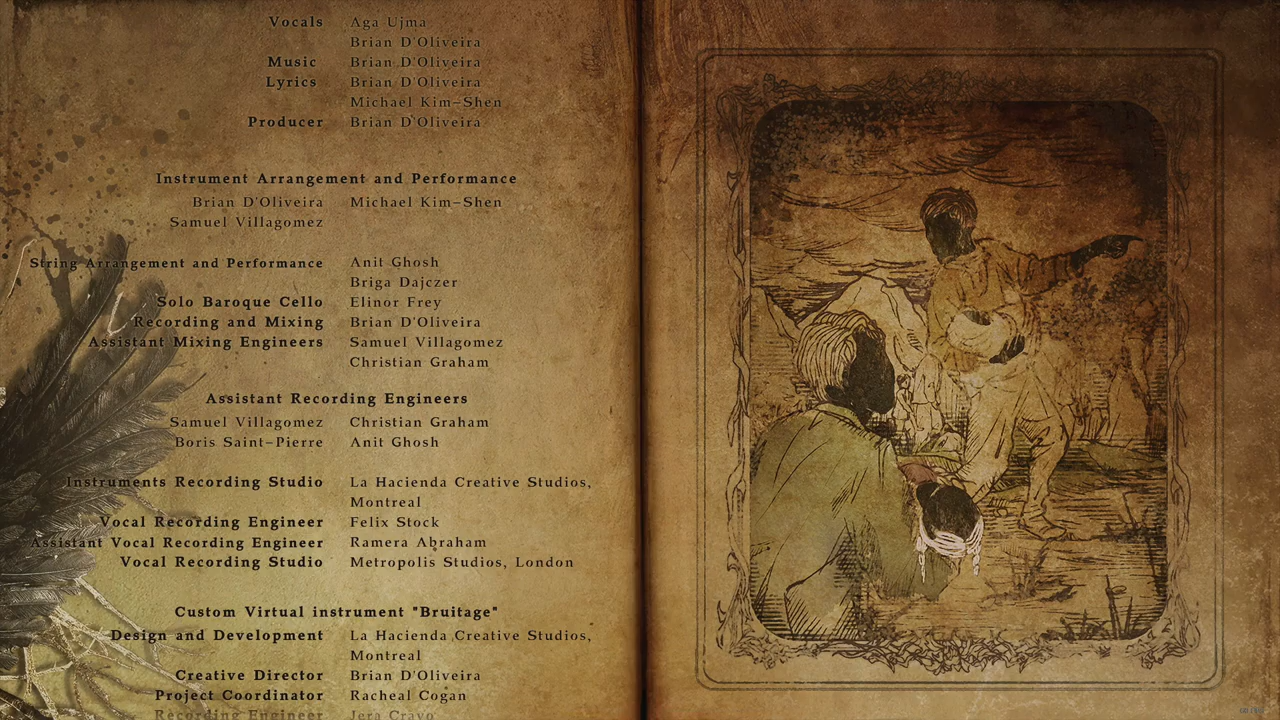 Vocals Aga Ujma
Brian D'Oliveira
Music Brian D'Oliveira
Lyrics Brian D'Oliveira
Michael Kim-Shen
Producer Brian D'Oliveira
Instrument Arrangement and Performance
Brian D'Oliveira Michael Kim-Shen
Samuel Villagomez
String Arrangement and Performance Anit Ghosh
Briga Dajczer
Solo Baroque Cello Elinor Frey
Recording and Mixing Brian D'Oliveira
Assistant Mixing Engineers Samuel Villagomez
Christian Graham
Assistant Recording Engineers
Samuel Villagomez Christian Graham
Boris Saint-Pierre Anit Ghosh
Instruments Recording Studio La Hacienda Creative Studios,
Montreal
Vocal Recording Engineer Felix Stock
Assistant Vocal Recording Engineer Ramera Abraham
Vocal Recording Studio Metropolis Studios, London
Custom Virtual instrument "Bruitage"
Design and Development La Hacienda Creative Studios,
Montreal
Creative Director Brian D'Oliveira
Project Coordinator Racheal Cogan
Recording Engineer Jera Cravo